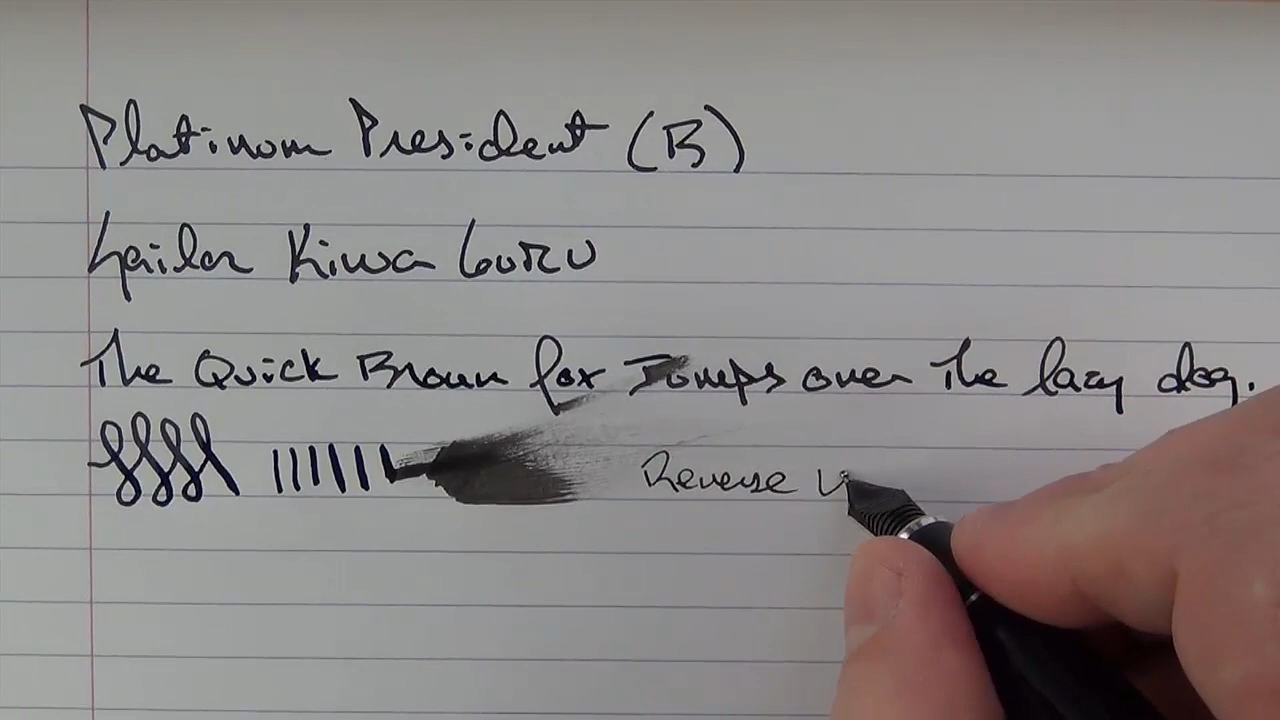 Platinum President (B)
Sailor Kiwa Guro
The Quick Brown fox Jumps over The lazy dog.
Reverse W